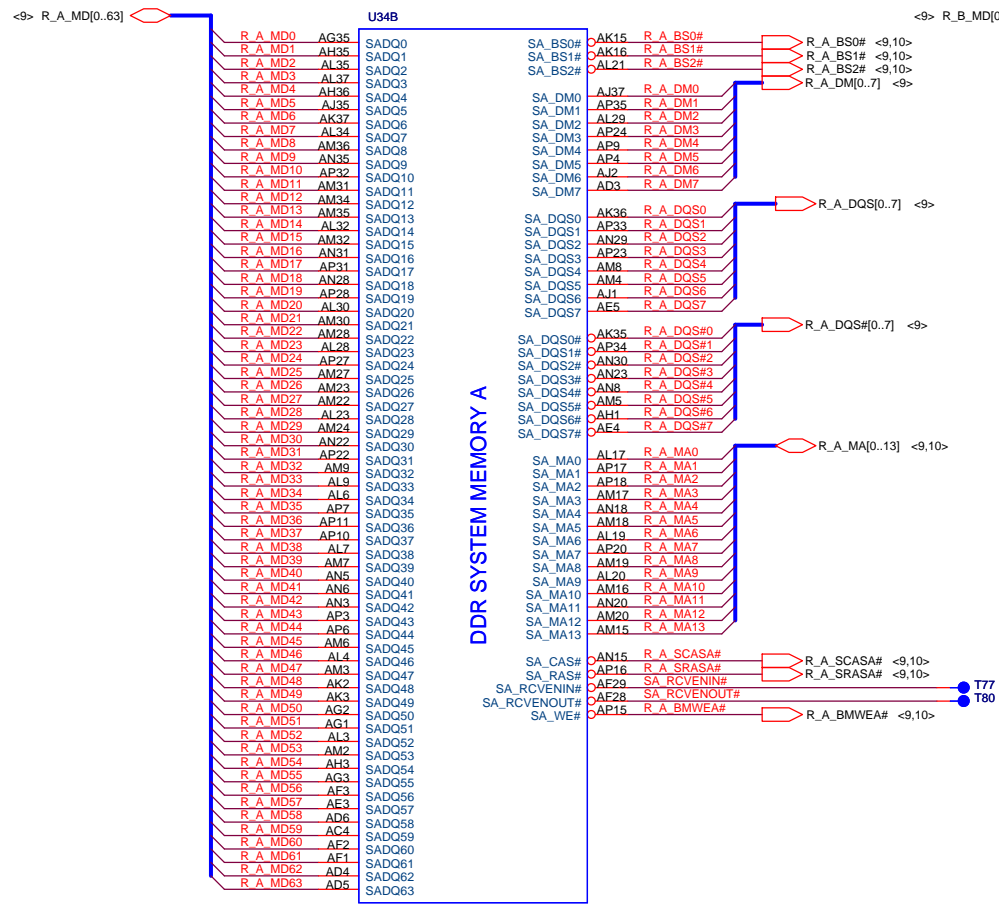 <9> R_A_MD[0..63]
U34B
<9> R_B_MD[0
R_A_MD0 AG35 SADQ0
R_A_MD1 AH35 SADQ1
R_A_MD2 AL35 SADQ2
R_A_MD3 AL37 SADQ3
R_A_MD4 AH36 SADQ4
R_A_MD5 AJ35 SADQ5
R_A_MD6 AK37 SADQ6
R_A_MD7 AL34 SADQ7
R_A_MD8 AM36 SADQ8
R_A_MD9 AN35 SADQ9
R_A_MD10 AP32 SADQ10
R_A_MD11 AM31 SADQ11
R_A_MD12 AM34 SADQ12
R_A_MD13 AM35 SADQ13
R_A_MD14 AL32 SADQ14
R_A_MD15 AM32 SADQ15
R_A_MD16 AN31 SADQ16
R_A_MD17 AP31 SADQ17
R_A_MD18 AN28 SADQ18
R_A_MD19 AP28 SADQ19
R_A_MD20 AL30 SADQ20
R_A_MD21 AM30 SADQ21
R_A_MD22 AM28 SADQ22
R_A_MD23 AL28 SADQ23
R_A_MD24 AP27 SADQ24
R_A_MD25 AM27 SADQ25
R_A_MD26 AM23 SADQ26
R_A_MD27 AM22 SADQ27
R_A_MD28 AL23 SADQ28
R_A_MD29 AM24 SADQ29
R_A_MD30 AN22 SADQ30
R_A_MD31 AP22 SADQ31
R_A_MD32 AM9 SADQ32
R_A_MD33 AL9 SADQ33
R_A_MD34 AL6 SADQ34
R_A_MD35 AP7 SADQ35
R_A_MD36 AP11 SADQ36
R_A_MD37 AP10 SADQ37
R_A_MD38 AL7 SADQ38
R_A_MD39 AM7 SADQ39
R_A_MD40 AN5 SADQ40
R_A_MD41 AN6 SADQ41
R_A_MD42 AN3 SADQ42
R_A_MD43 AP3 SADQ43
R_A_MD44 AP6 SADQ44
R_A_MD45 AM6 SADQ45
R_A_MD46 AL4 SADQ46
R_A_MD47 AM3 SADQ47
R_A_MD48 AK2 SADQ48
R_A_MD49 AK3 SADQ49
R_A_MD50 AG2 SADQ50
R_A_MD51 AG1 SADQ51
R_A_MD52 AL3 SADQ52
R_A_MD53 AM2 SADQ53
R_A_MD54 AH3 SADQ54
R_A_MD55 AG3 SADQ55
R_A_MD56 AF3 SADQ56
R_A_MD57 AE3 SADQ57
R_A_MD58 AD6 SADQ58
R_A_MD59 AC4 SADQ59
R_A_MD60 AF2 SADQ60
R_A_MD61 AF1 SADQ61
R_A_MD62 AD4 SADQ62
R_A_MD63 AD5 SADQ63
DDR SYSTEM MEMORY A
SA_BS0# AK15 R_A_BS0# R_A_BS0# <9,10>
SA_BS1# AK16 R_A_BS1# R_A_BS1# <9,10>
SA_BS2# AL21 R_A_BS2# R_A_BS2# <9,10>
R_A_DM[0..7] <9>
SA_DM0 AJ37 R_A_DM0
SA_DM1 AP35 R_A_DM1
SA_DM2 AL29 R_A_DM2
SA_DM3 AP24 R_A_DM3
SA_DM4 AP9 R_A_DM4
SA_DM5 AP4 R_A_DM5
SA_DM6 AJ2 R_A_DM6
SA_DM7 AD3 R_A_DM7
R_A_DQS[0..7] <9>
SA_DQS0 AK36 R_A_DQS0
SA_DQS1 AP33 R_A_DQS1
SA_DQS2 AN29 R_A_DQS2
SA_DQS3 AP23 R_A_DQS3
SA_DQS4 AM8 R_A_DQS4
SA_DQS5 AM4 R_A_DQS5
SA_DQS6 AJ1 R_A_DQS6
SA_DQS7 AE5 R_A_DQS7
R_A_DQS#[0..7] <9>
SA_DQS0# AK35 R_A_DQS#0
SA_DQS1# AP34 R_A_DQS#1
SA_DQS2# AN30 R_A_DQS#2
SA_DQS3# AN23 R_A_DQS#3
SA_DQS4# AN8 R_A_DQS#4
SA_DQS5# AM5 R_A_DQS#5
SA_DQS6# AH1 R_A_DQS#6
SA_DQS7# AE4 R_A_DQS#7
R_A_MA[0..13] <9,10>
SA_MA0 AL17 R_A_MA0
SA_MA1 AP17 R_A_MA1
SA_MA2 AP18 R_A_MA2
SA_MA3 AM17 R_A_MA3
SA_MA4 AN18 R_A_MA4
SA_MA5 AM18 R_A_MA5
SA_MA6 AL19 R_A_MA6
SA_MA7 AP20 R_A_MA7
SA_MA8 AM19 R_A_MA8
SA_MA9 AL20 R_A_MA9
SA_MA10 AM16 R_A_MA10
SA_MA11 AN20 R_A_MA11
SA_MA12 AM20 R_A_MA12
SA_MA13 AM15 R_A_MA13
SA_CAS# AN15 R_A_SCASA# R_A_SCASA# <9,10>
SA_RAS# AP16 R_A_SRASA# R_A_SRASA# <9,10>
SA_RCVENIN# AF29 SA_RCVENIN# T77
SA_RCVENOUT# AF28 SA_RCVENOUT# T80
SA_WE# AP15 R_A_BMWEA# R_A_BMWEA# <9,10>